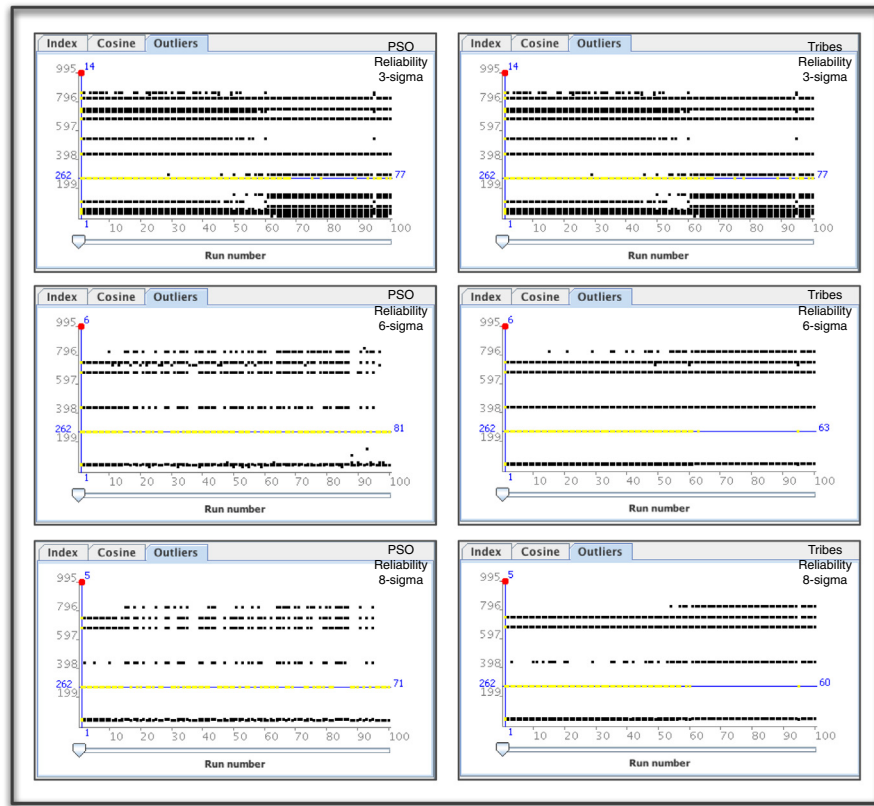 Index Cosine Outliers PSO
Reliability
3-sigma
995
14
796
597
398
262
77
199
1
10 20 30 40 50 60 70 80 90 100
Run number
Index Cosine Outliers Tribes
Reliability
3-sigma
995
14
796
597
398
262
77
199
1
10 20 30 40 50 60 70 80 90 100
Run number
Index Cosine Outliers PSO
Reliability
6-sigma
995
6
796
597
398
262
81
199
1
10 20 30 40 50 60 70 80 90 100
Run number
Index Cosine Outliers Tribes
Reliability
6-sigma
995
6
796
597
398
262
63
199
1
10 20 30 40 50 60 70 80 90 100
Run number
Index Cosine Outliers PSO
Reliability
8-sigma
995
5
796
597
398
262
71
199
1
10 20 30 40 50 60 70 80 90 100
Run number
Index Cosine Outliers Tribes
Reliability
8-sigma
995
5
796
597
398
262
60
199
1
10 20 30 40 50 60 70 80 90 100
Run number